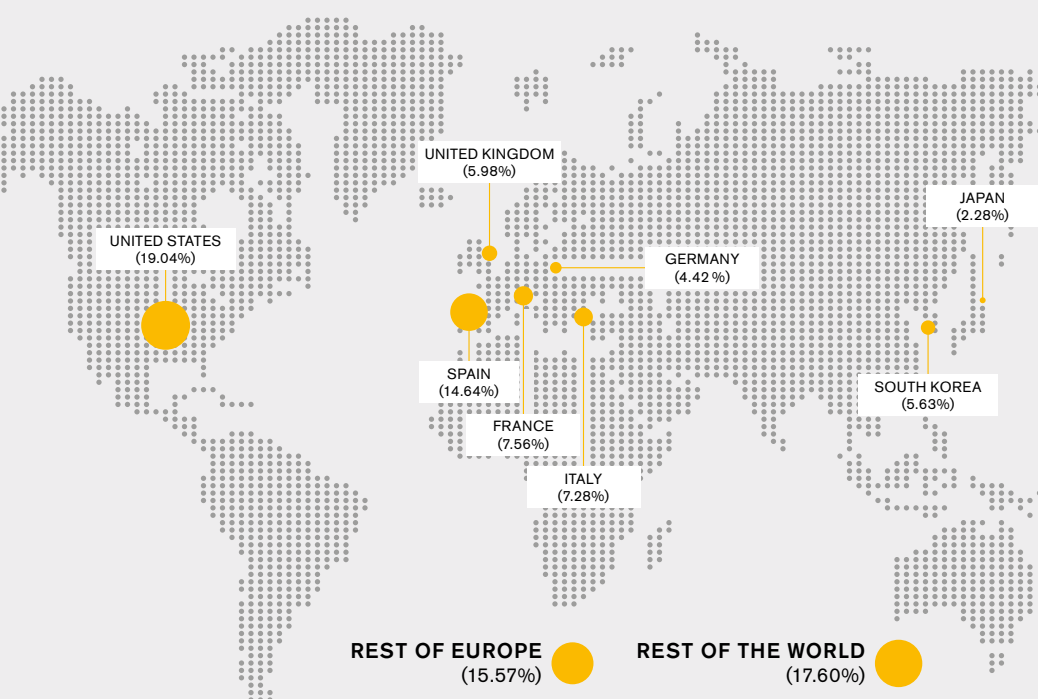 UNITED KINGDOM
(5.98%)
JAPAN
(2.28%)
UNITED STATES
(19.04%)
GERMANY
(4.42 %)
SPAIN
(14.64%)
SOUTH KOREA
(5.63%)
FRANCE
(7.56%)
ITALY
(7.28%)
REST OF EUROPE
(15.57%)
REST OF THE WORLD
(17.60%)